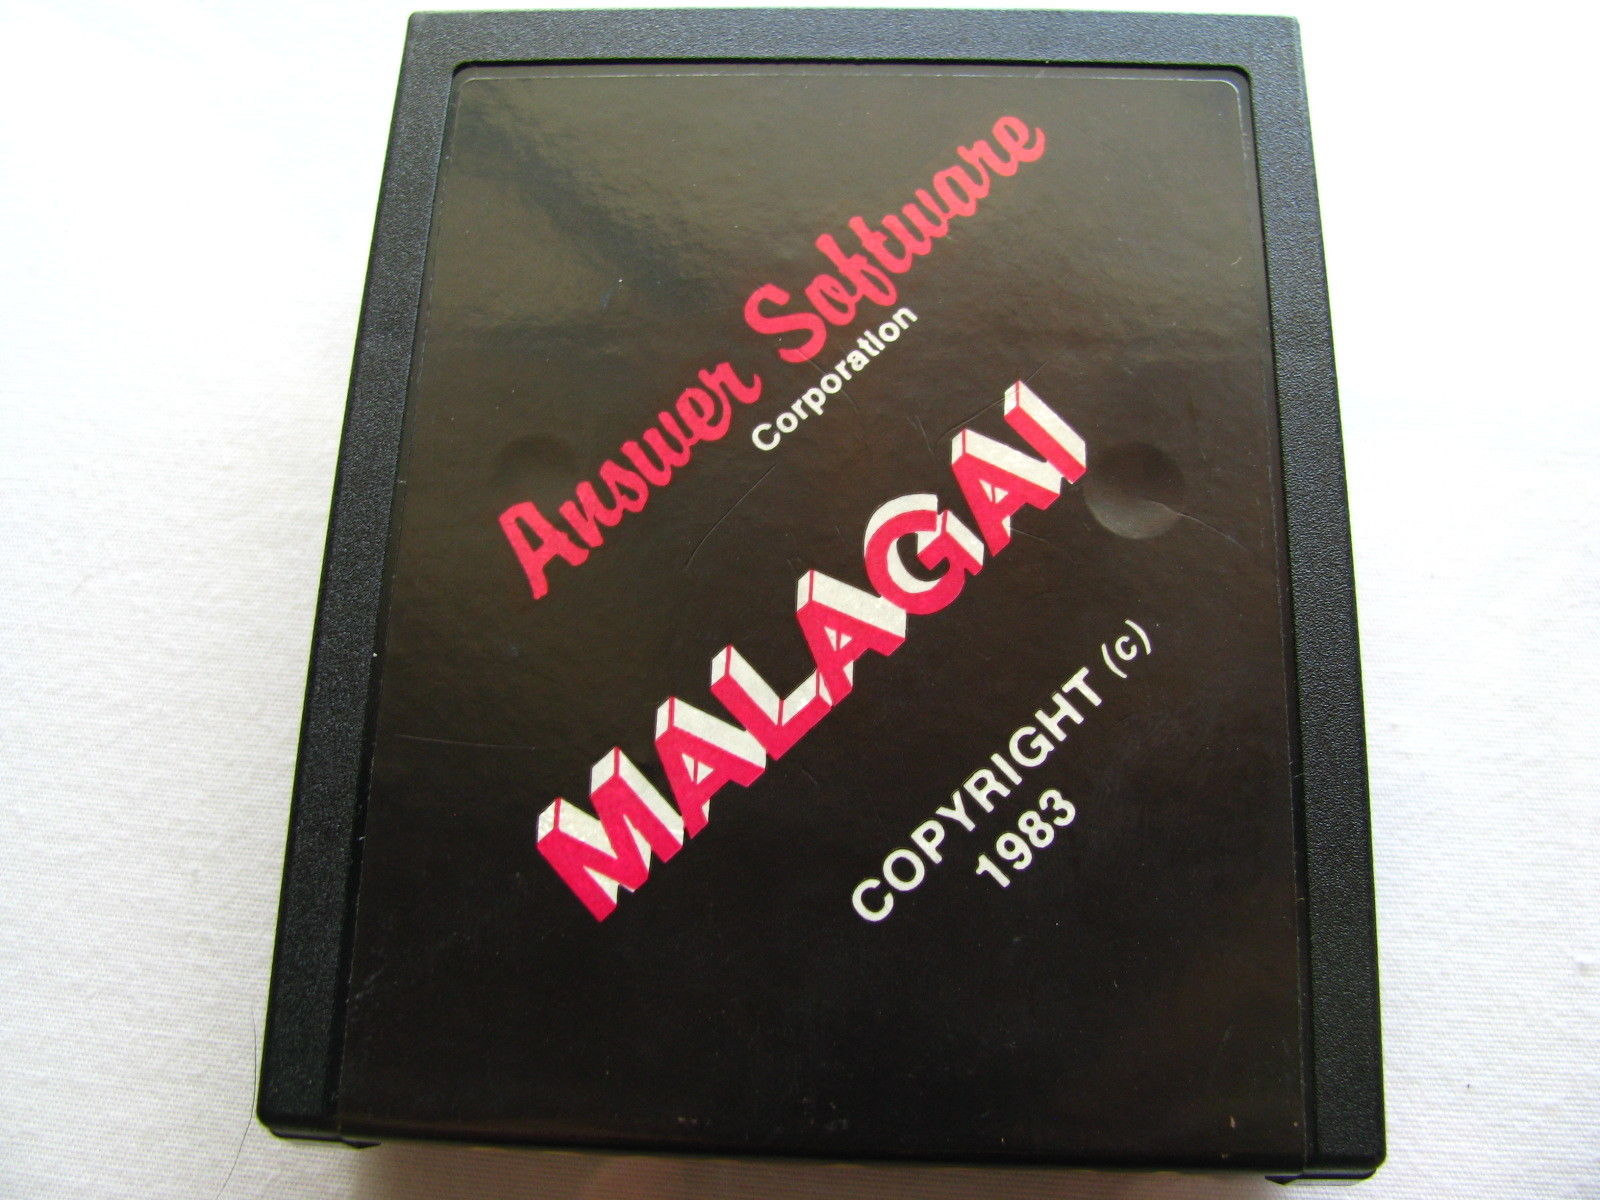 Answer Software
Corporation
MALAGAI
COPYRIGHT (c)
1983